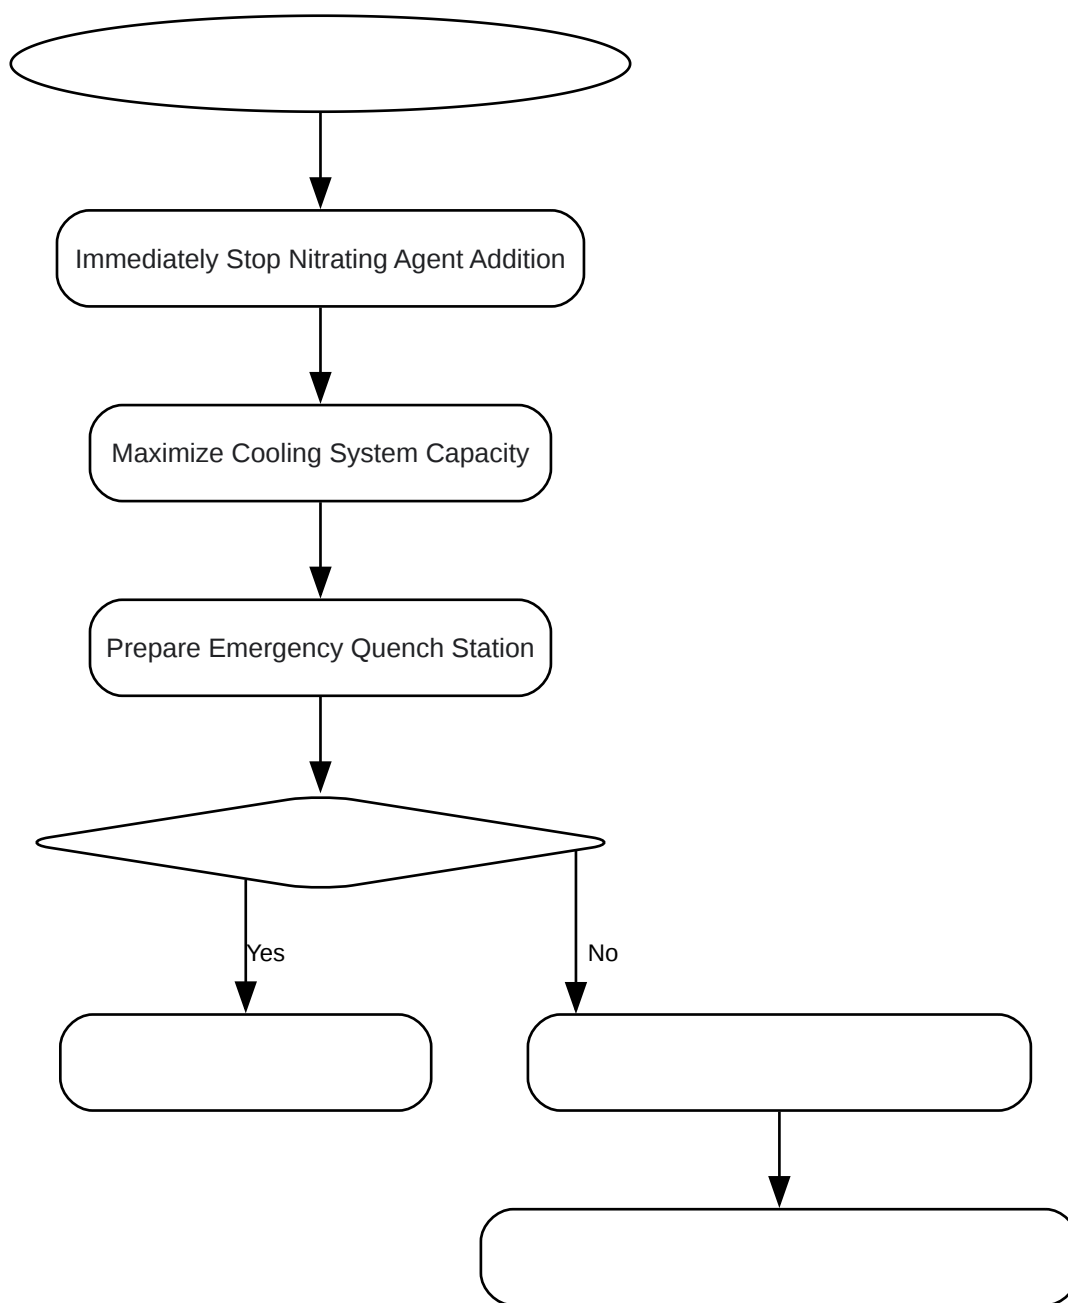 Immediately Stop Nitrating Agent Addition
Maximize Cooling System Capacity
Prepare Emergency Quench Station
Yes
No